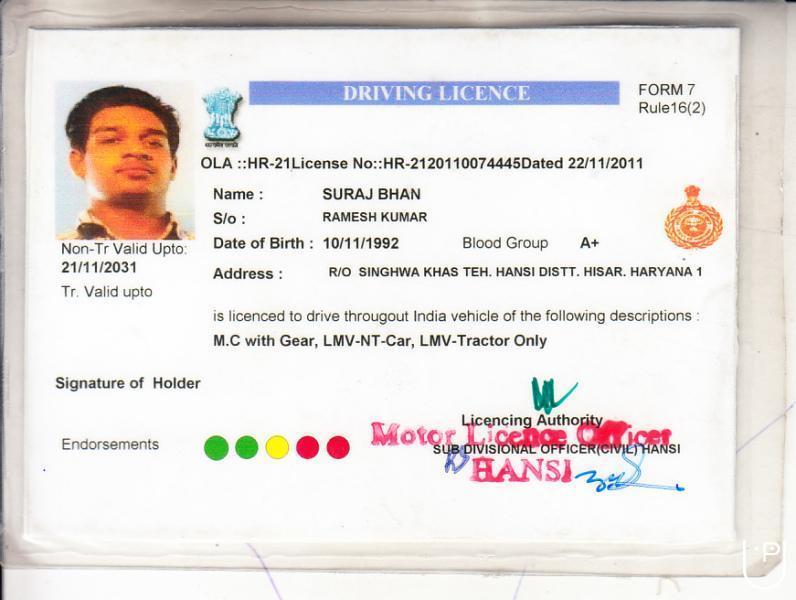 DRIVING LICENCE
FORM 7
Rule16(2)
OLA ::HR-21License No::HR-2120110074445Dated 22/11/2011
Name : SURAJ BHAN
S/o : RAMESH KUMAR
Date of Birth : 10/11/1992 Blood Group A+
Non-Tr Valid Upto:
21/11/2031
Tr. Valid upto
Address : R/O SINGHWA KHAS TEH. HANSI DISTT. HISAR. HARYANA 1
is licenced to drive througout India vehicle of the following descriptions :
M.C with Gear, LMV-NT-Car, LMV-Tractor Only
Signature of Holder
Licencing Authority
Motor Licence Officer
Endorsements
SUB DIVISIONAL OFFICER(CIVIL) HANSI
HANSI